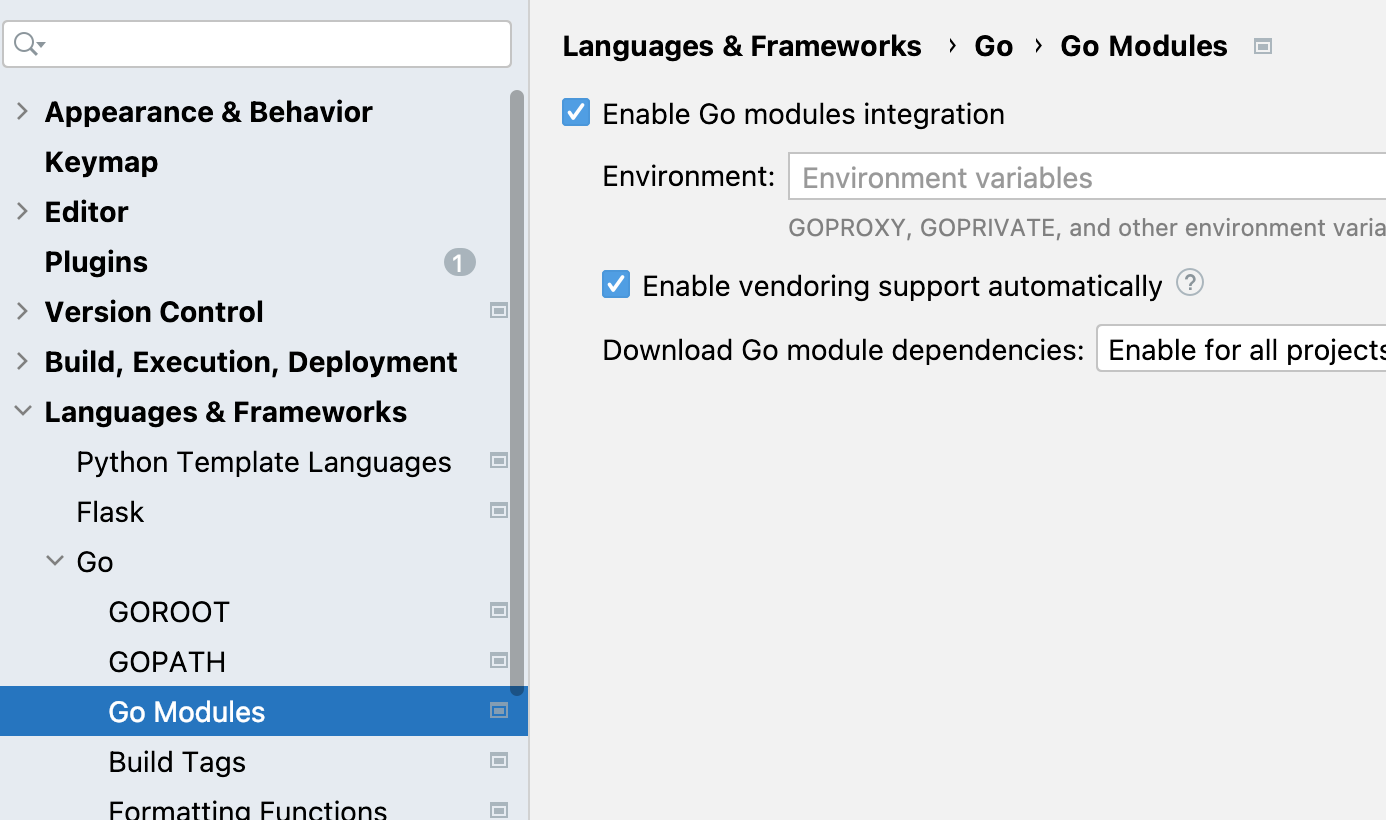 Appearance & Behavior
Keymap
Editor
Plugins 1
Version Control
Build, Execution, Deployment
Languages & Frameworks
Python Template Languages
Flask
Go
GOROOT
GOPATH
Go Modules
Build Tags
Formatting Functions
Languages & Frameworks › Go › Go Modules
Enable Go modules integration
Environment: Environment variables
GOPROXY, GOPRIVATE, and other environment varia
Enable vendoring support automatically ?
Download Go module dependencies: Enable for all projects